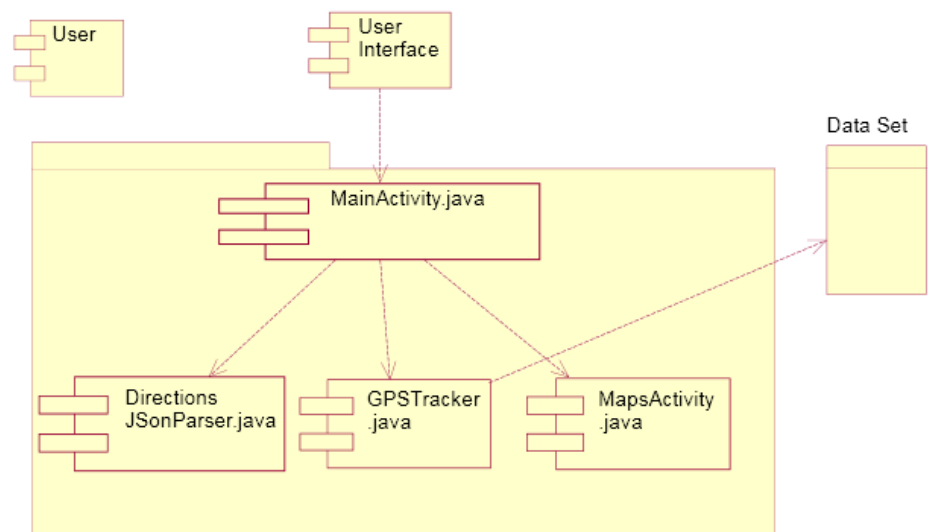 User
User
Interface
Data Set
MainActivity.java
Directions
JSonParser.java
GPSTracker
.java
MapsActivity
.java